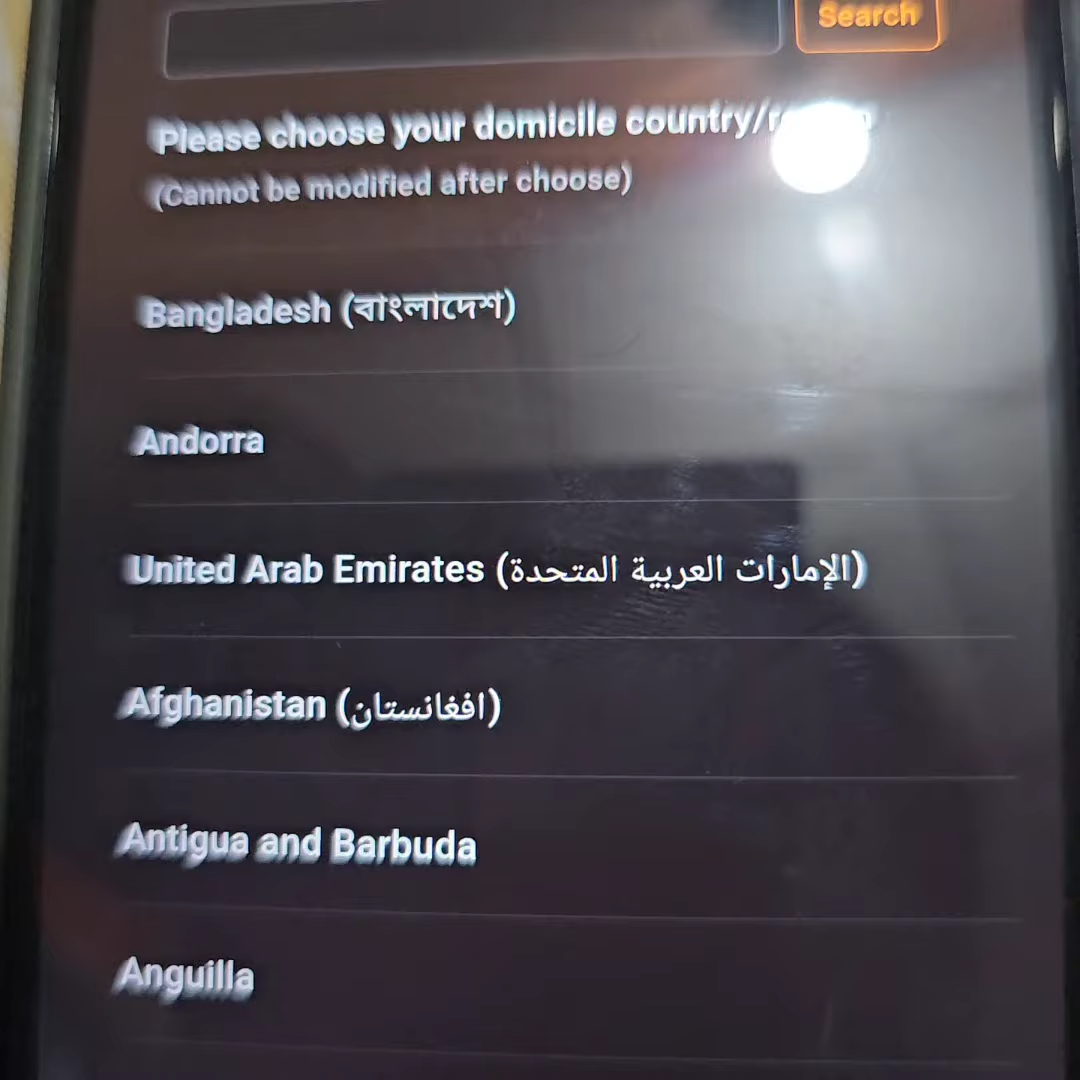 Search
Please choose your domicile country/
(Cannot be modified after choose)
Bangladesh (বাংলাদেশ)
Andorra
United Arab Emirates (الإمارات العربية المتحدة)
Afghanistan (افغانستان)
Antigua and Barbuda
Anguilla